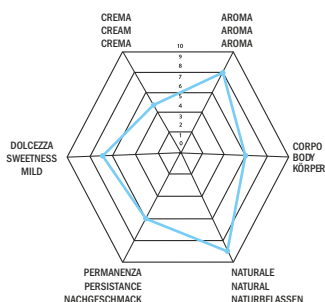 CREMA
CREAM
CREMA
AROMA
AROMA
AROMA
10
9
8
7
6
5
4
3
2
1
0
DOLCEZZA
SWEETNESS
MILD
CORPO
BODY
KÖRPER
PERMANENZA
PERSISTANCE
NACHGESCHMACK
NATURALE
NATURAL
NATURBELASSEN